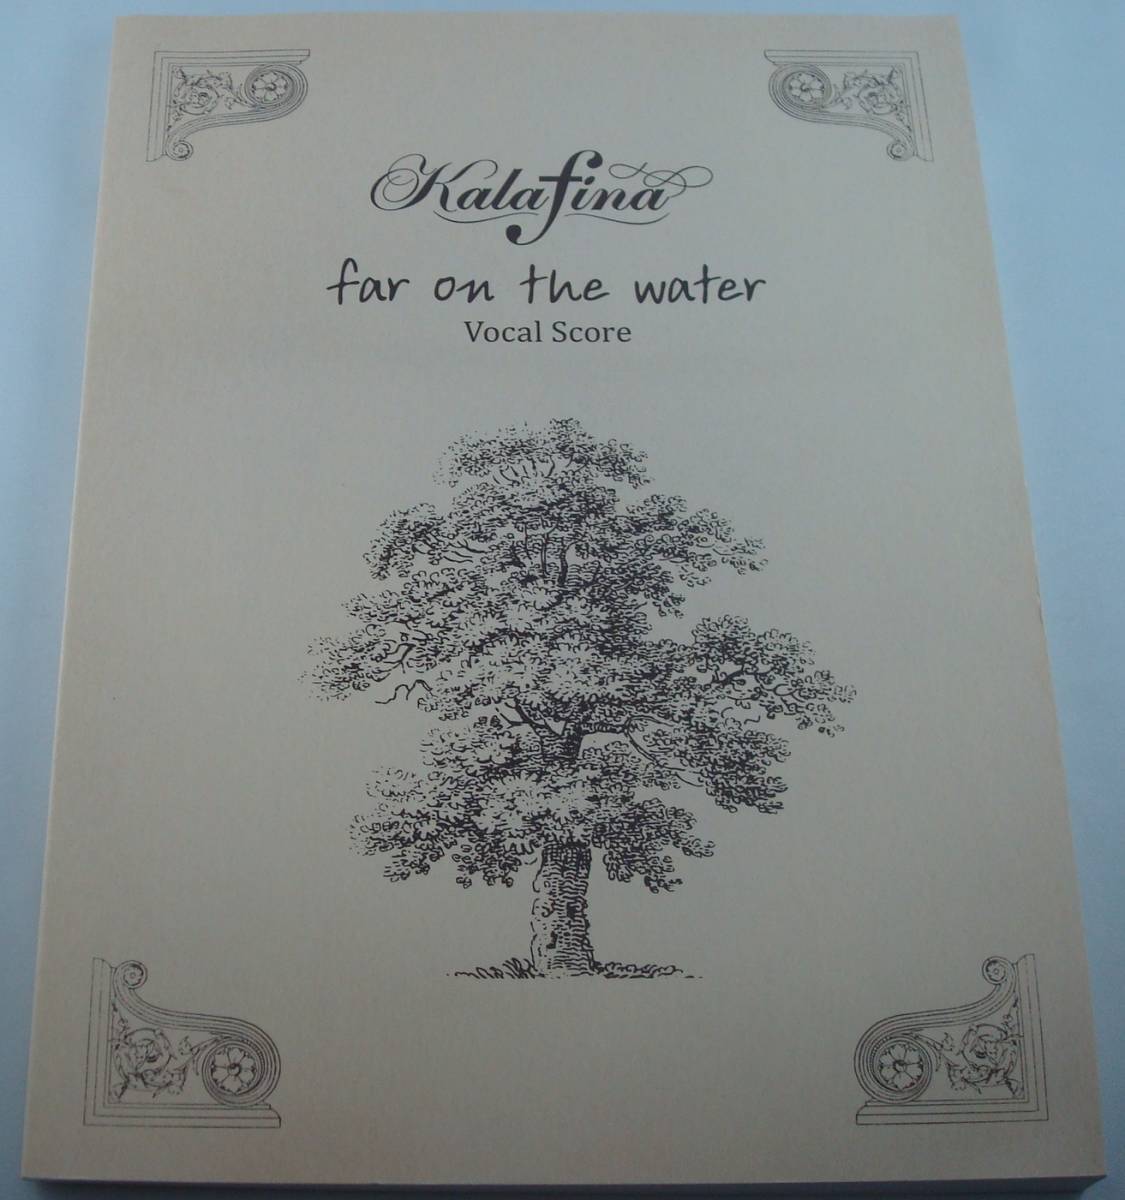 Kalafina
far on the water
Vocal Score